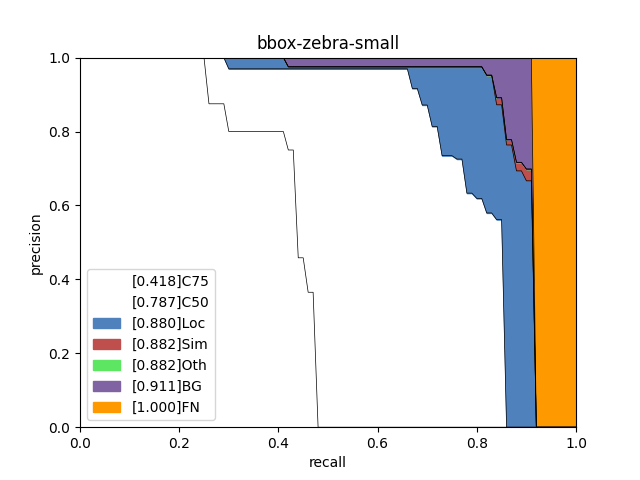 bbox-zebra-small
precision
1.0
0.8
0.6
0.4
0.2
0.0
[0.418]C75
[0.787]C50
[0.880]Loc
[0.882]Sim
[0.882]Oth
[0.911]BG
[1.000]FN
0.0 0.2 0.4 0.6 0.8 1.0
recall